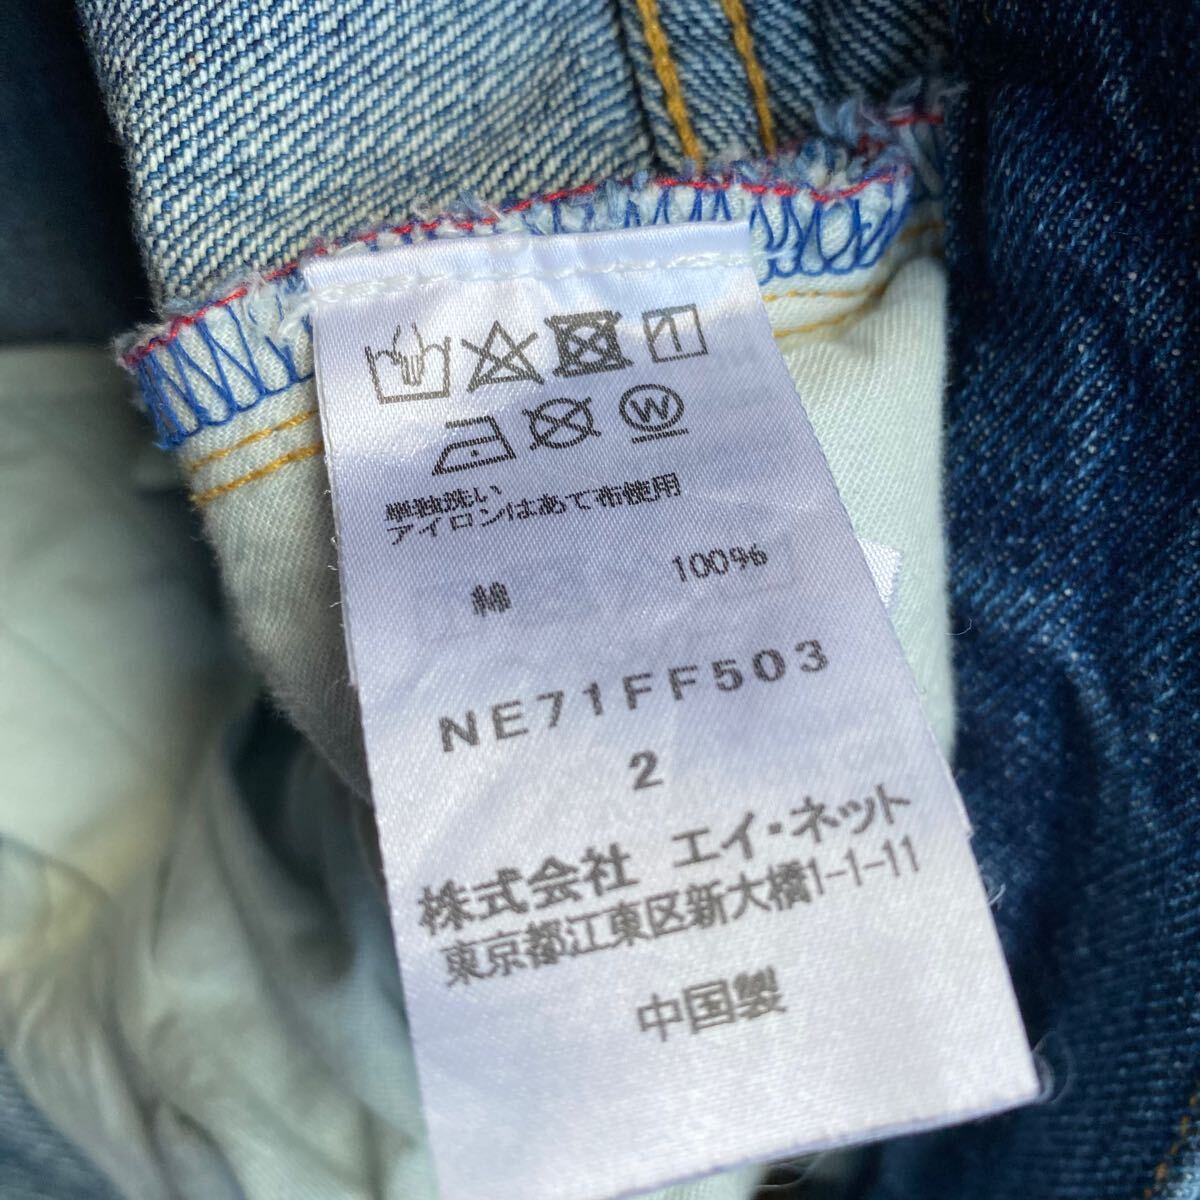 W
単独洗い
アイロンはあて布使用
綿 100%
NE71FF503
2
株式会社 エイ・ネット
東京都江東区新大橋1-1-11
中国製